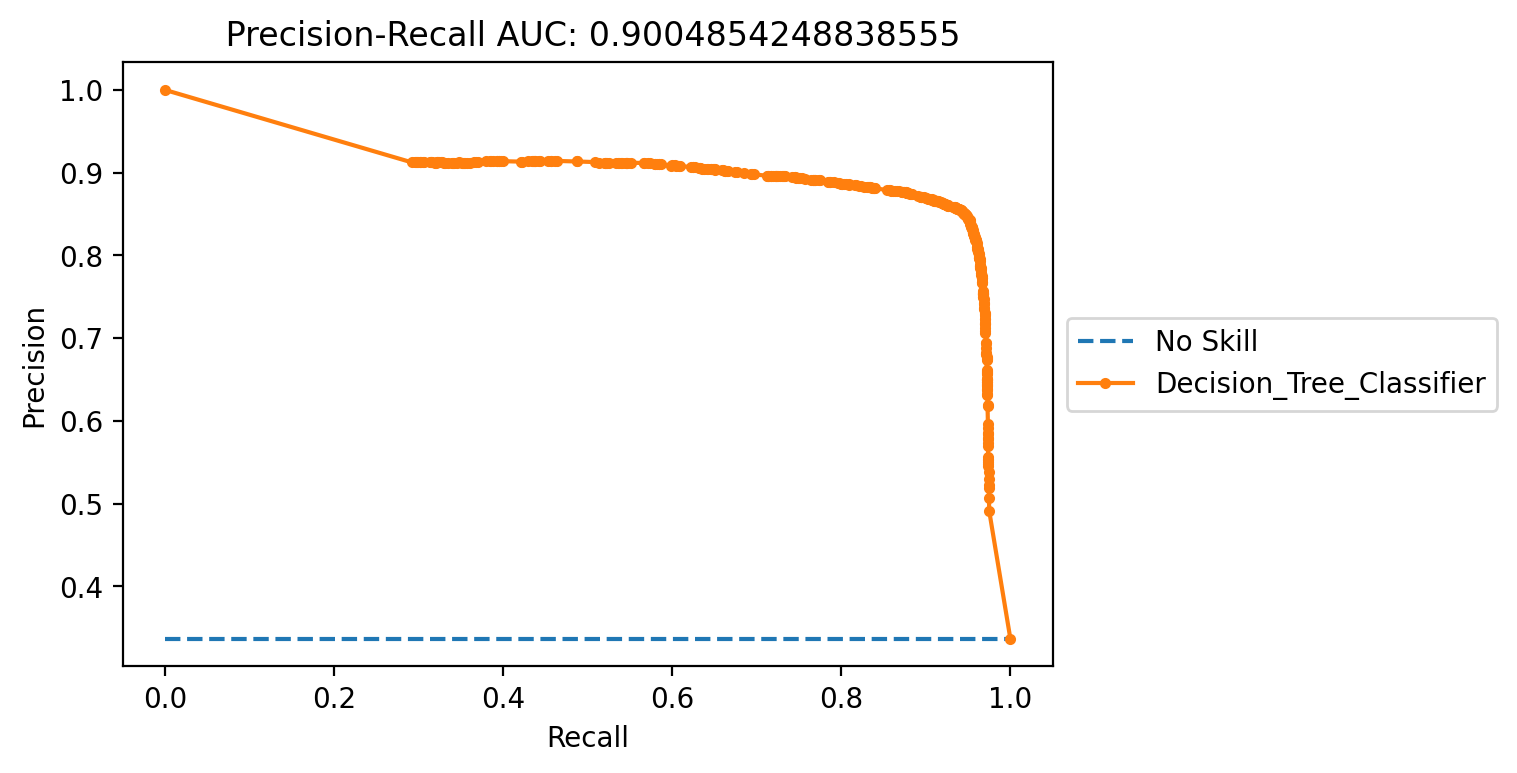 Precision-Recall AUC: 0.9004854248838555
1.0
0.9
0.8
0.7
0.6
0.5
0.4
Precision
0.0 0.2 0.4 0.6 0.8 1.0
Recall
No Skill
Decision_Tree_Classifier